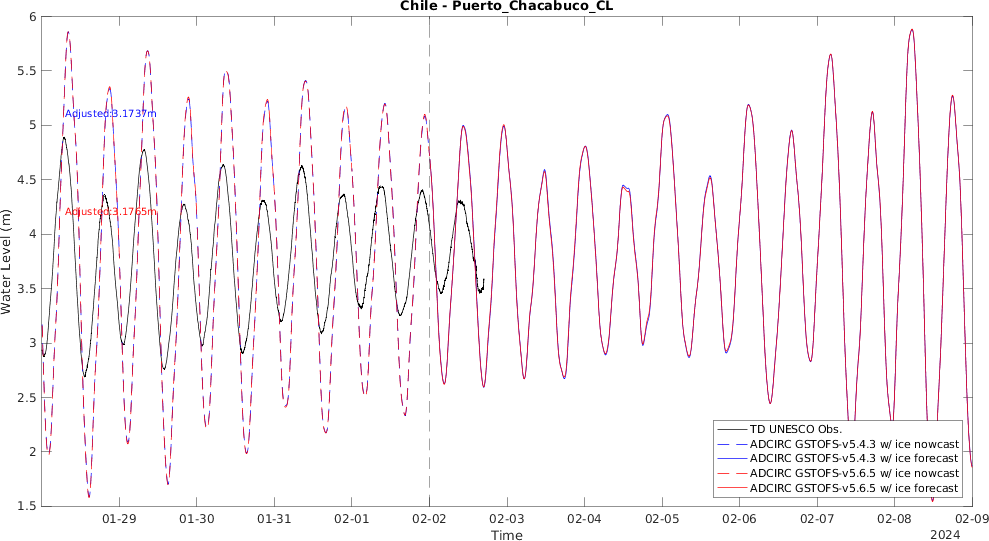 Chile - Puerto_Chacabuco_CL
6
5.5
5
4.5
4
3.5
3
2.5
2
1.5
Water Level (m)
Adjusted:3.1737m
Adjusted:3.1765m
TD UNESCO Obs.
ADCIRC GSTOFS-v5.4.3 w/ ice nowcast
ADCIRC GSTOFS-v5.4.3 w/ ice forecast
ADCIRC GSTOFS-v5.6.5 w/ ice nowcast
ADCIRC GSTOFS-v5.6.5 w/ ice forecast
01-29 01-30 01-31 02-01 02-02 02-03 02-04 02-05 02-06 02-07 02-08 02-09
Time
2024